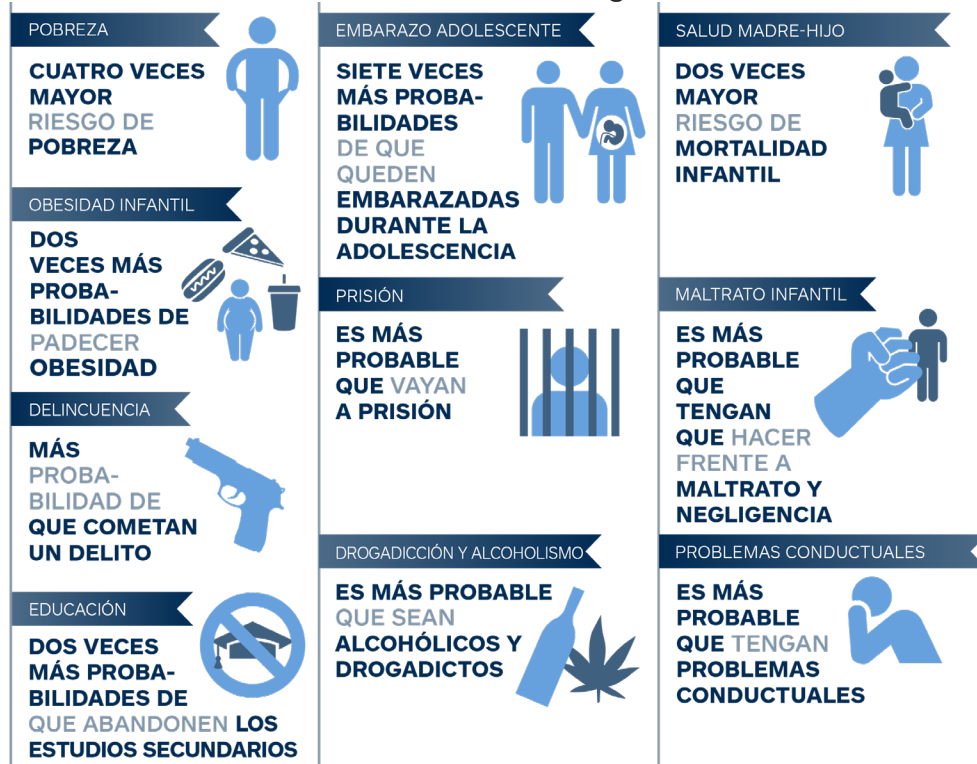 POBREZA
CUATRO VECES
MAYOR
RIESGO DE
POBREZA
OBESIDAD INFANTIL
DOS
VECES MÁS
PROBA-
BILIDADES DE
PADECER
OBESIDAD
DELINCUENCIA
MÁS
PROBA-
BILIDAD DE
QUE COMETAN
UN DELITO
EDUCACIÓN
DOS VECES
MÁS PROBA-
BILIDADES DE
QUE ABANDONEN LOS
ESTUDIOS SECUNDARIOS
EMBARAZO ADOLESCENTE
SIETE VECES
MÁS PROBA-
BILIDADES
DE QUE
QUEDEN
EMBARAZADAS
DURANTE LA
ADOLESCENCIA
PRISIÓN
ES MÁS
PROBABLE
QUE VAYAN
A PRISIÓN
DROGADICCIÓN Y ALCOHOLISMO
ES MÁS PROBABLE
QUE SEAN
ALCOHÓLICOS Y
DROGADICTOS
SALUD MADRE-HIJO
DOS VECES
MAYOR
RIESGO DE
MORTALIDAD
INFANTIL
MALTRATO INFANTIL
ES MÁS
PROBABLE
QUE
TENGAN
QUE HACER
FRENTE A
MALTRATO Y
NEGLIGENCIA
PROBLEMAS CONDUCTUALES
ES MÁS
PROBABLE
QUE TENGAN
PROBLEMAS
CONDUCTUALES